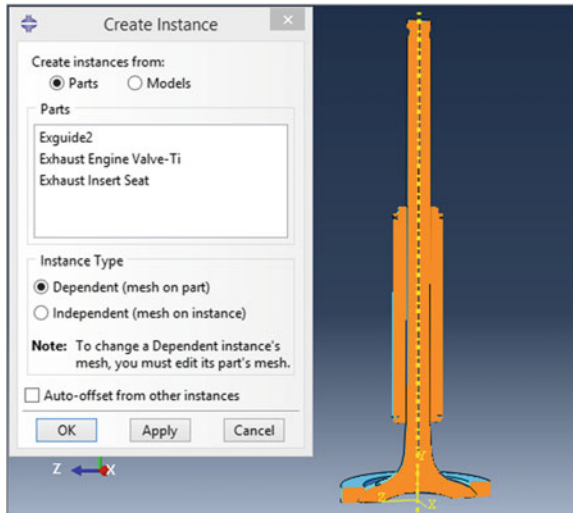 Create Instance
Create instances from:
Parts Models
Parts
Exguide2
Exhaust Engine Valve-Ti
Exhaust Insert Seat
Instance Type
Dependent (mesh on part)
Independent (mesh on instance)
Note: To change a Dependent instance's
mesh, you must edit its part's mesh.
Auto-offset from other instances
OK Apply Cancel
Z X
Y
Z X